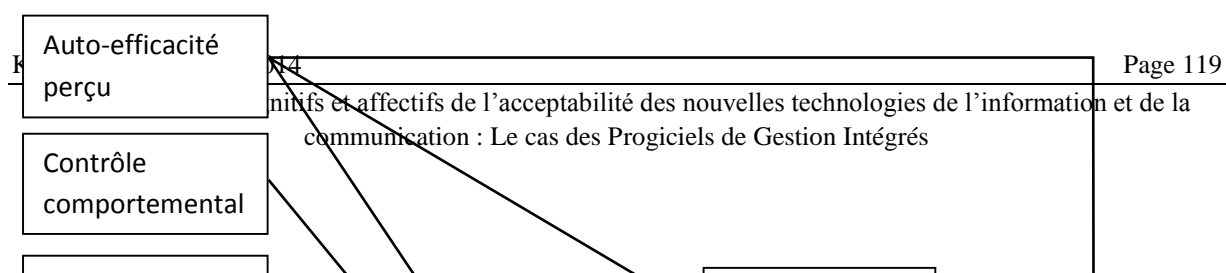 Auto-efficacité
perçu
014 Page 119
nitifs et affectifs de l’acceptabilité des nouvelles technologies de l’information et de la
communication : Le cas des Progiciels de Gestion Intégrés
Contrôle
comportemental